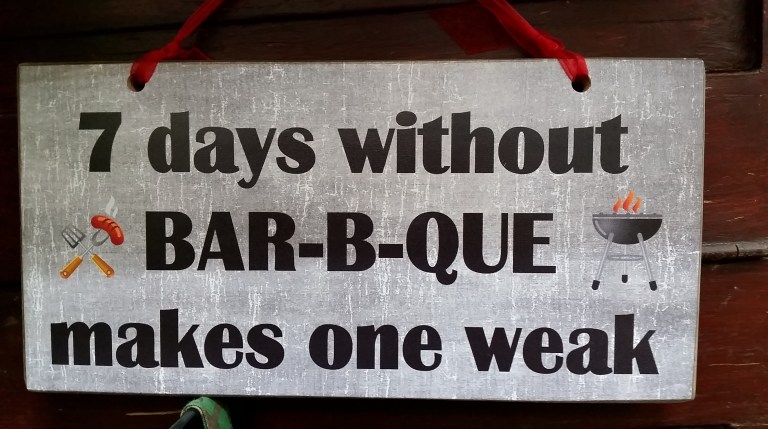 7 days without
BAR-B-QUE
makes one weak